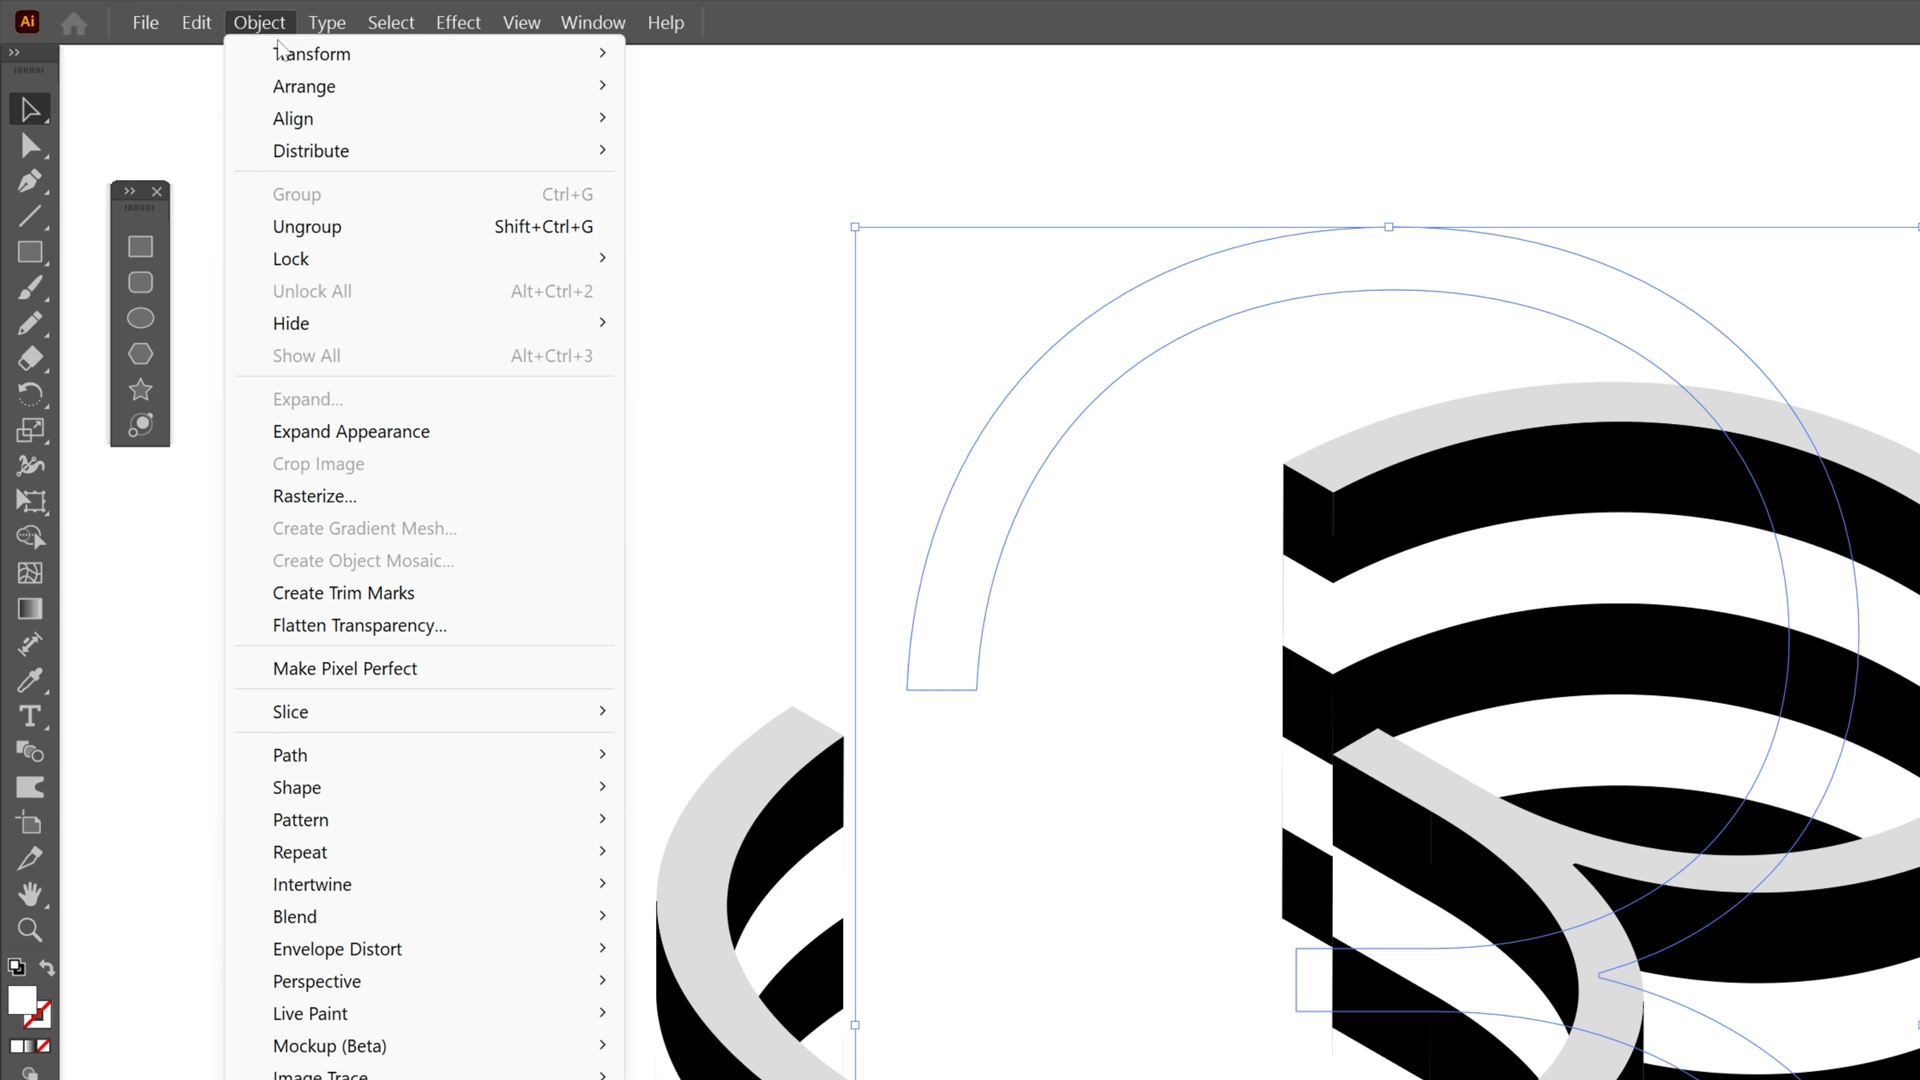 Ai File Edit Object Type Select Effect View Window Help
Transform
Arrange
Align
Distribute
Group Ctrl+G
Ungroup Shift+Ctrl+G
Lock
Unlock All Alt+Ctrl+2
Hide
Show All Alt+Ctrl+3
Expand...
Expand Appearance
Crop Image
Rasterize...
Create Gradient Mesh...
Create Object Mosaic...
Create Trim Marks
Flatten Transparency...
Make Pixel Perfect
Slice
Path
Shape
Pattern
Repeat
Intertwine
Blend
Envelope Distort
Perspective
Live Paint
Mockup (Beta)
Image Trace